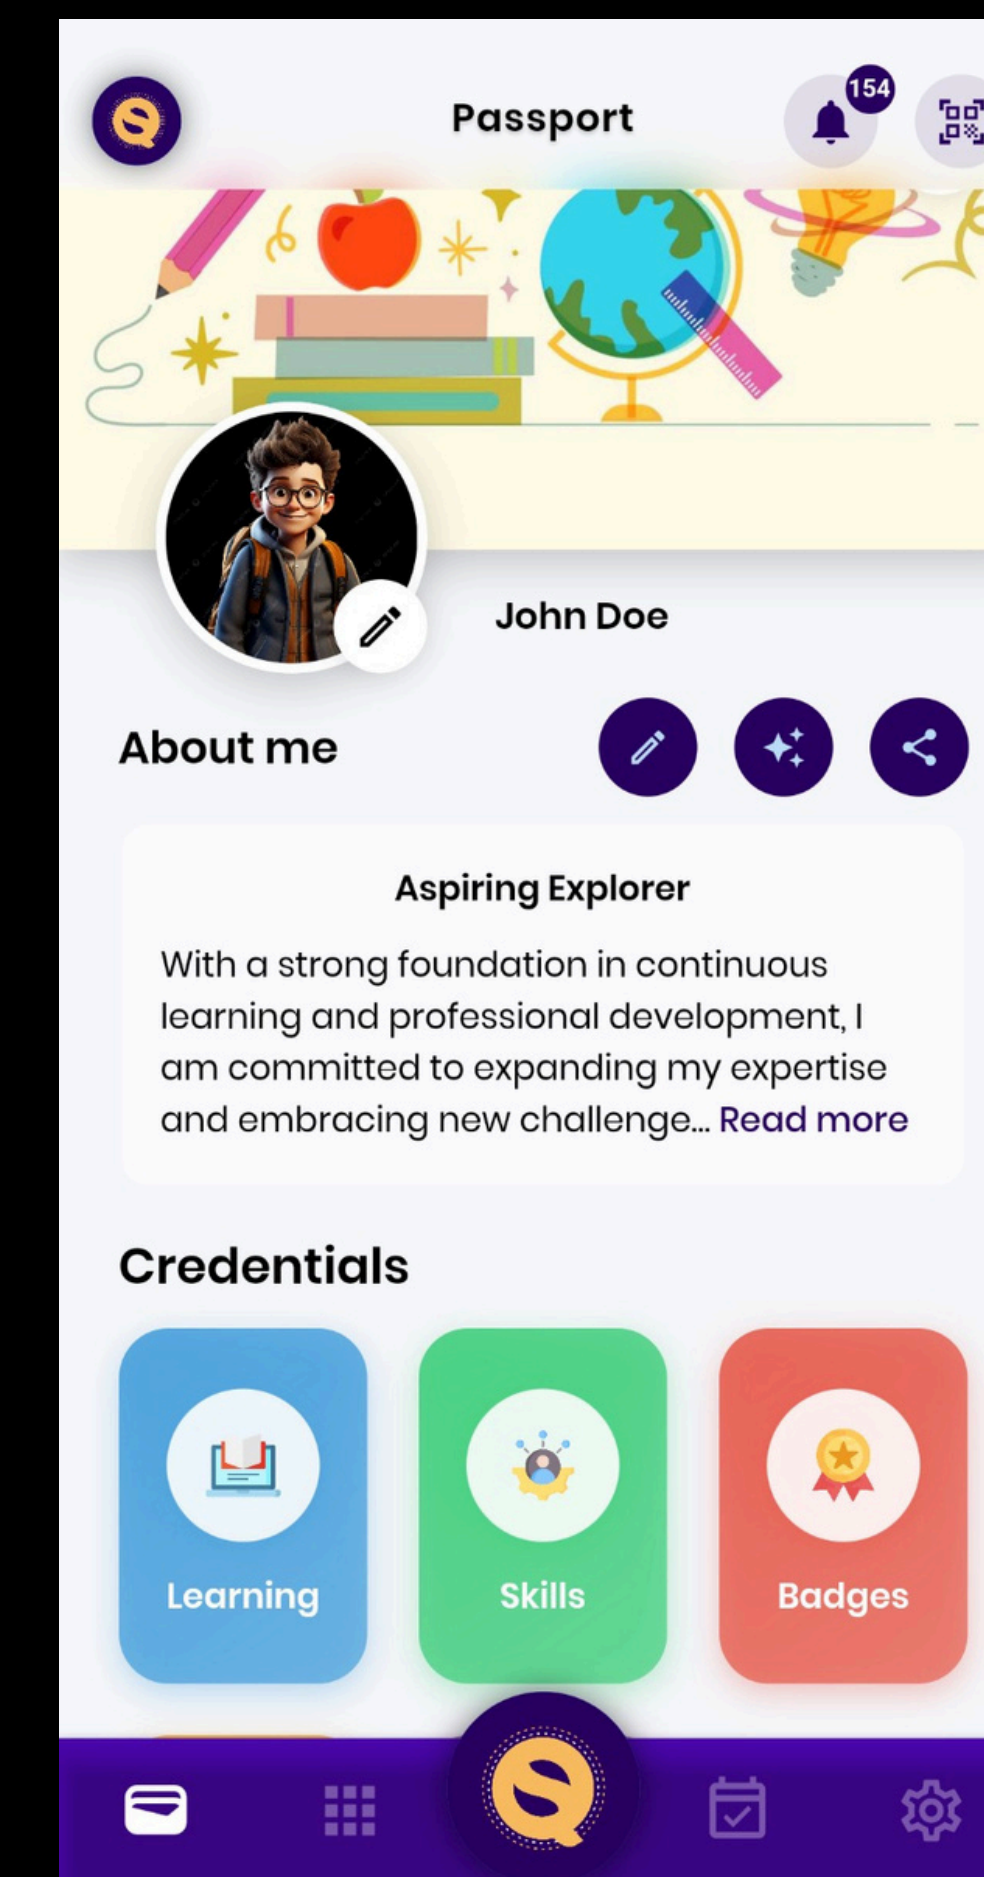 Passport
154
John Doe
About me
Aspiring Explorer
With a strong foundation in continuous
learning and professional development, I
am committed to expanding my expertise
and embracing new challenge... Read more
Credentials
Learning
Skills
Badges